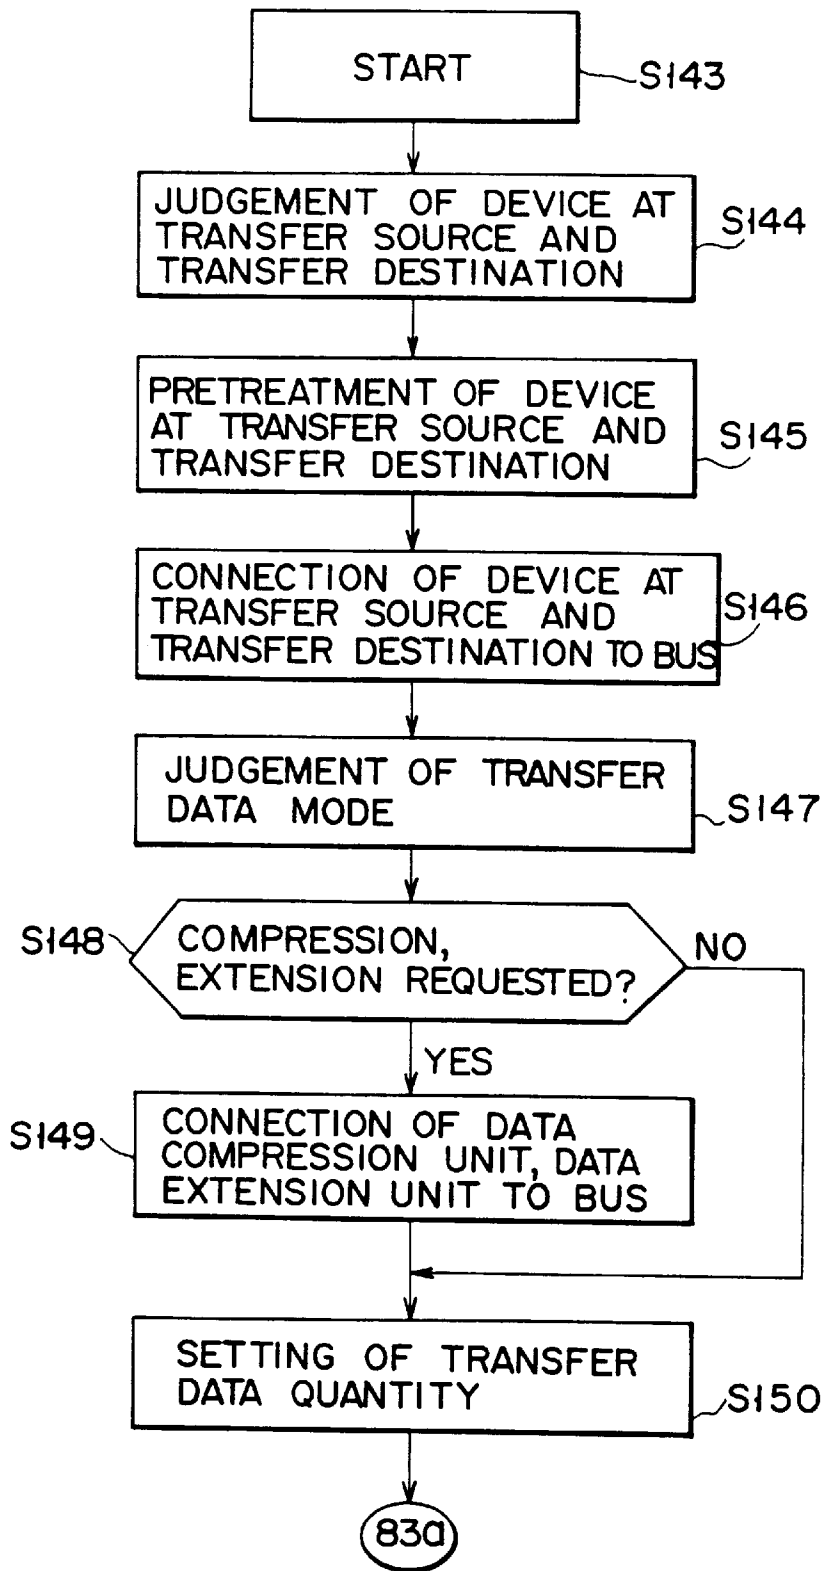 START
S143
JUDGEMENT OF DEVICE AT
TRANSFER SOURCE AND
TRANSFER DESTINATION
S144
PRETREATMENT OF DEVICE
AT TRANSFER SOURCE AND
TRANSFER DESTINATION
S145
CONNECTION OF DEVICE AT
TRANSFER SOURCE AND
TRANSFER DESTINATION TO BUS
S146
JUDGEMENT OF TRANSFER
DATA MODE
S147
S148
COMPRESSION,
EXTENSION REQUESTED?
NO
YES
S149
CONNECTION OF DATA
COMPRESSION UNIT, DATA
EXTENSION UNIT TO BUS
SETTING OF TRANSFER
DATA QUANTITY
S150
83a